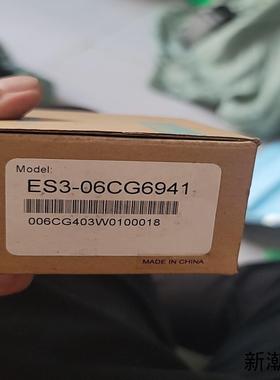 Model:
ES3-06CG6941
006CG403W0100018
MADE IN CHINA
新潮